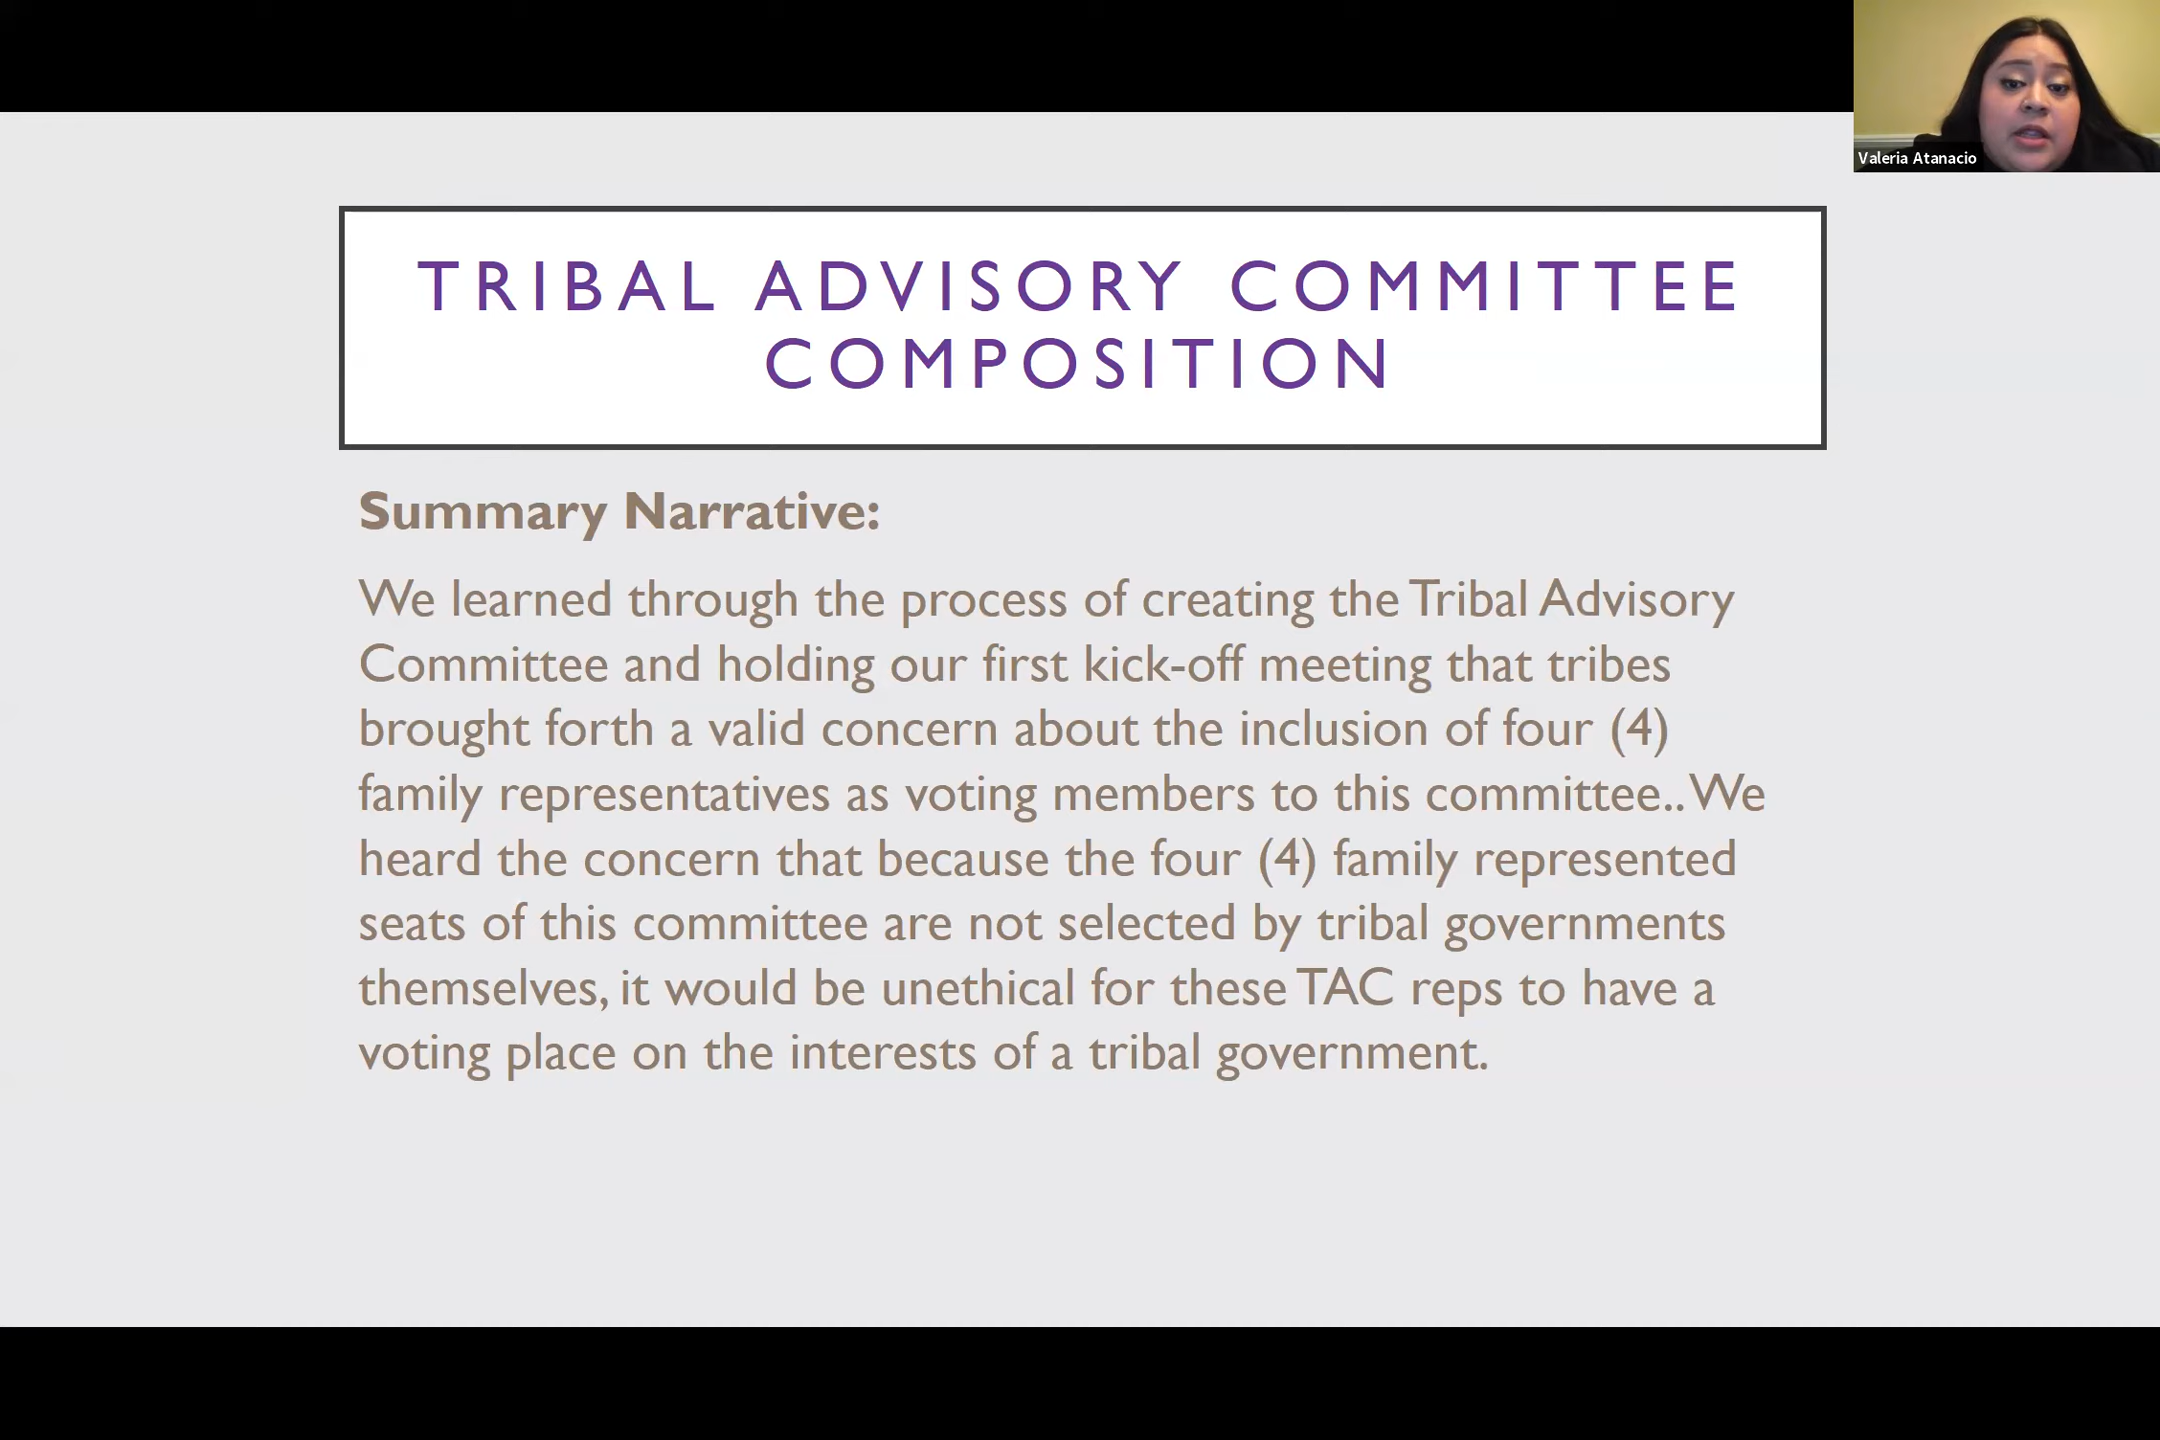 Valeria Atanacio
TRIBAL ADVISORY COMMITTEE
COMPOSITION
Summary Narrative:
We learned through the process of creating the Tribal Advisory
Committee and holding our first kick-off meeting that tribes
brought forth a valid concern about the inclusion of four (4)
family representatives as voting members to this committee.. We
heard the concern that because the four (4) family represented
seats of this committee are not selected by tribal governments
themselves, it would be unethical for these TAC reps to have a
voting place on the interests of a tribal government.